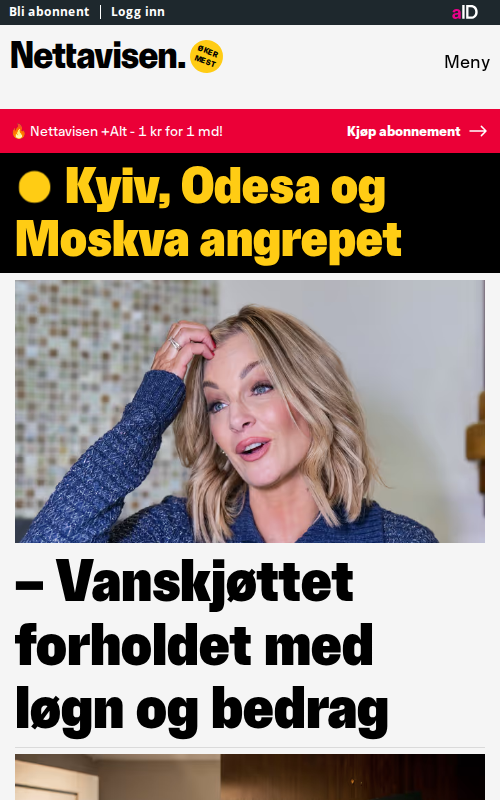 Bli abonnent | Logg inn
aID
Nettavisen.
ØKER
MEST
Meny
🔥 Nettavisen +Alt - 1 kr for 1 md!
Kjøp abonnement →
Kyiv, Odesa og
Moskva angrepet
– Vanskjøttet
forholdet med
løgn og bedrag